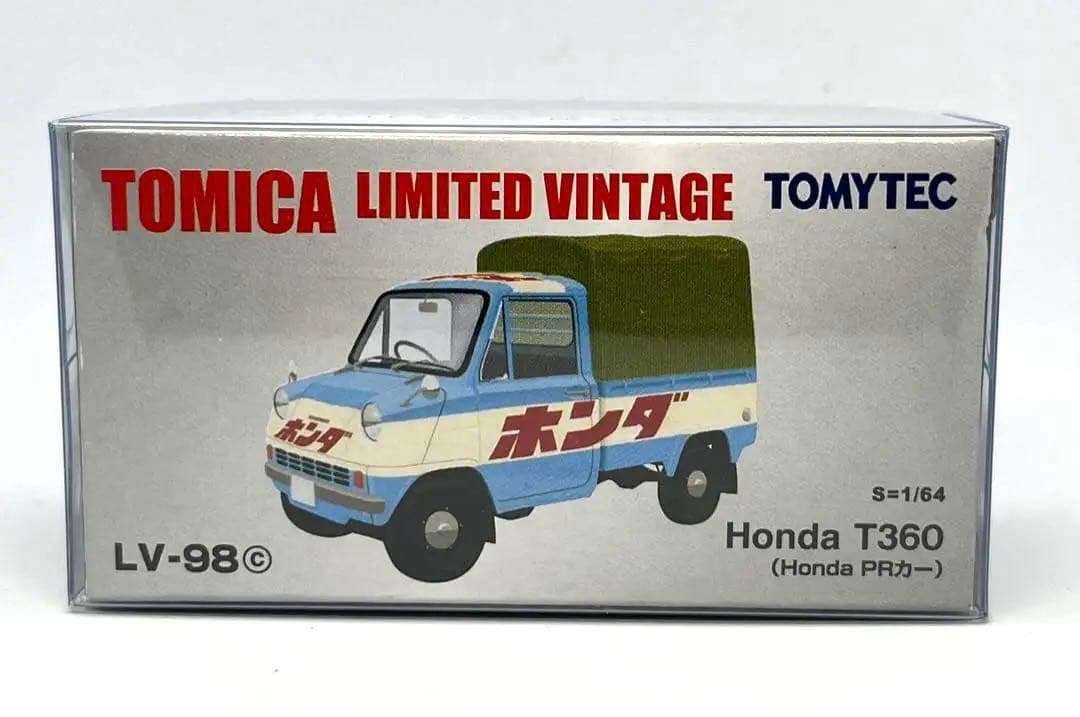 TOMICA LIMITED VINTAGE TOMYTEC
ホンダ
ホンダ
S=1/64
Honda T360
(Honda PRカー)
LV-98ⓒ